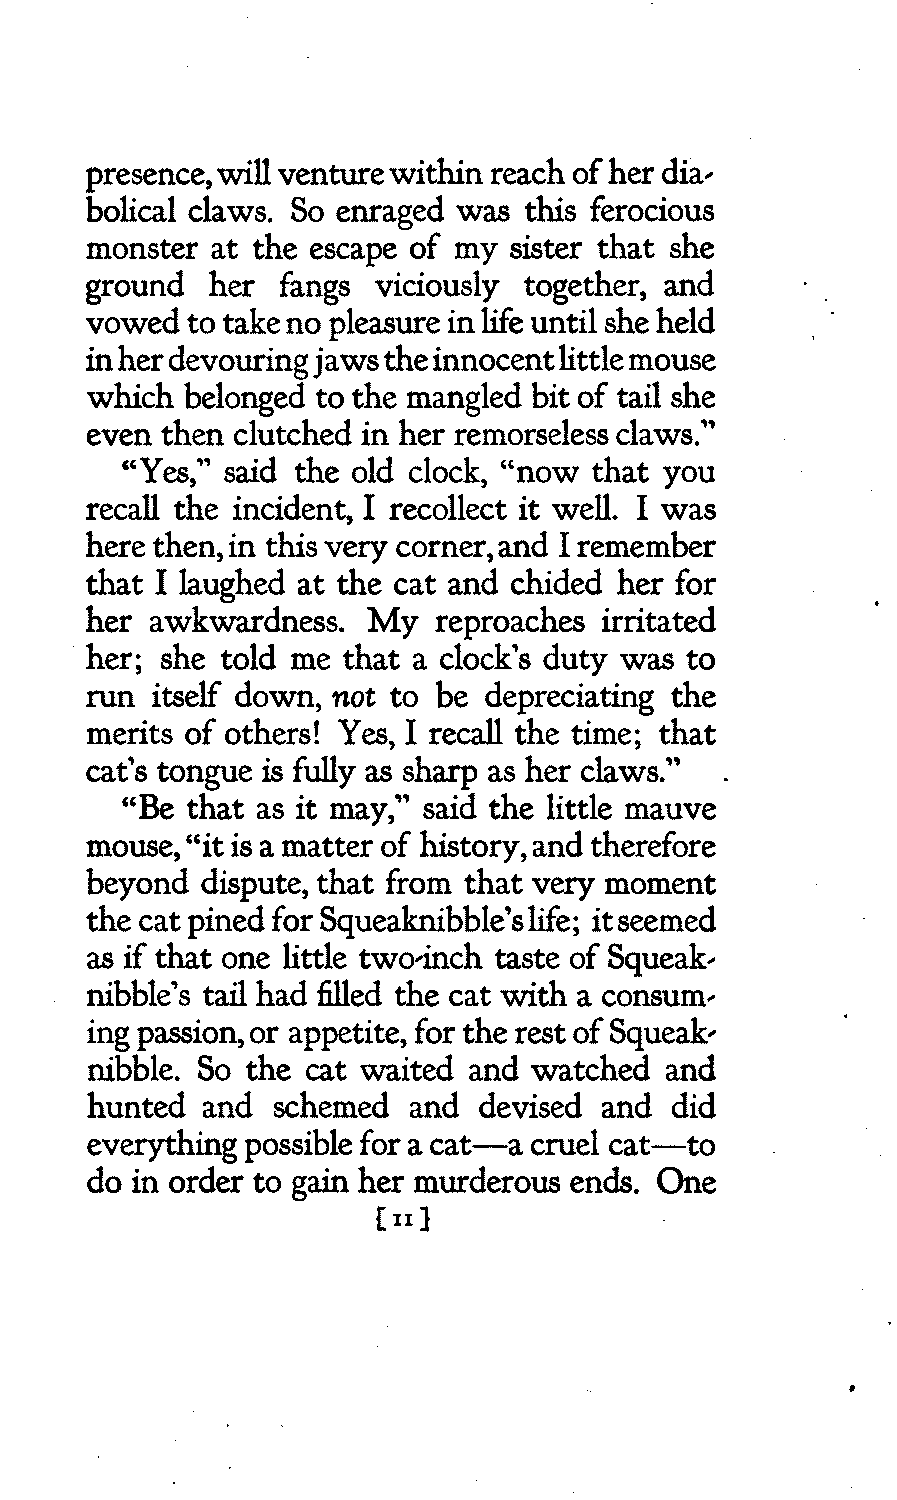 presence, will venture within reach of her dia-
bolical claws. So enraged was this ferocious
monster at the escape of my sister that she
ground her fangs viciously together, and
vowed to take no pleasure in life until she held
in her devouring jaws the innocent little mouse
which belonged to the mangled bit of tail she
even then clutched in her remorseless claws."
"Yes," said the old clock, "now that you
recall the incident, I recollect it well. I was
here then, in this very corner, and I remember
that I laughed at the cat and chided her for
her awkwardness. My reproaches irritated
her; she told me that a clock's duty was to
run itself down, not to be depreciating the
merits of others! Yes, I recall the time; that
cat's tongue is fully as sharp as her claws."
"Be that as it may," said the little mauve
mouse, "it is a matter of history, and therefore
beyond dispute, that from that very moment
the cat pined for Squeaknibble's life; it seemed
as if that one little two-inch taste of Squeak-
nibble's tail had filled the cat with a consum-
ing passion, or appetite, for the rest of Squeak-
nibble. So the cat waited and watched and
hunted and schemed and devised and did
everything possible for a cat—a cruel cat—to
do in order to gain her murderous ends. One
[ 11 ]